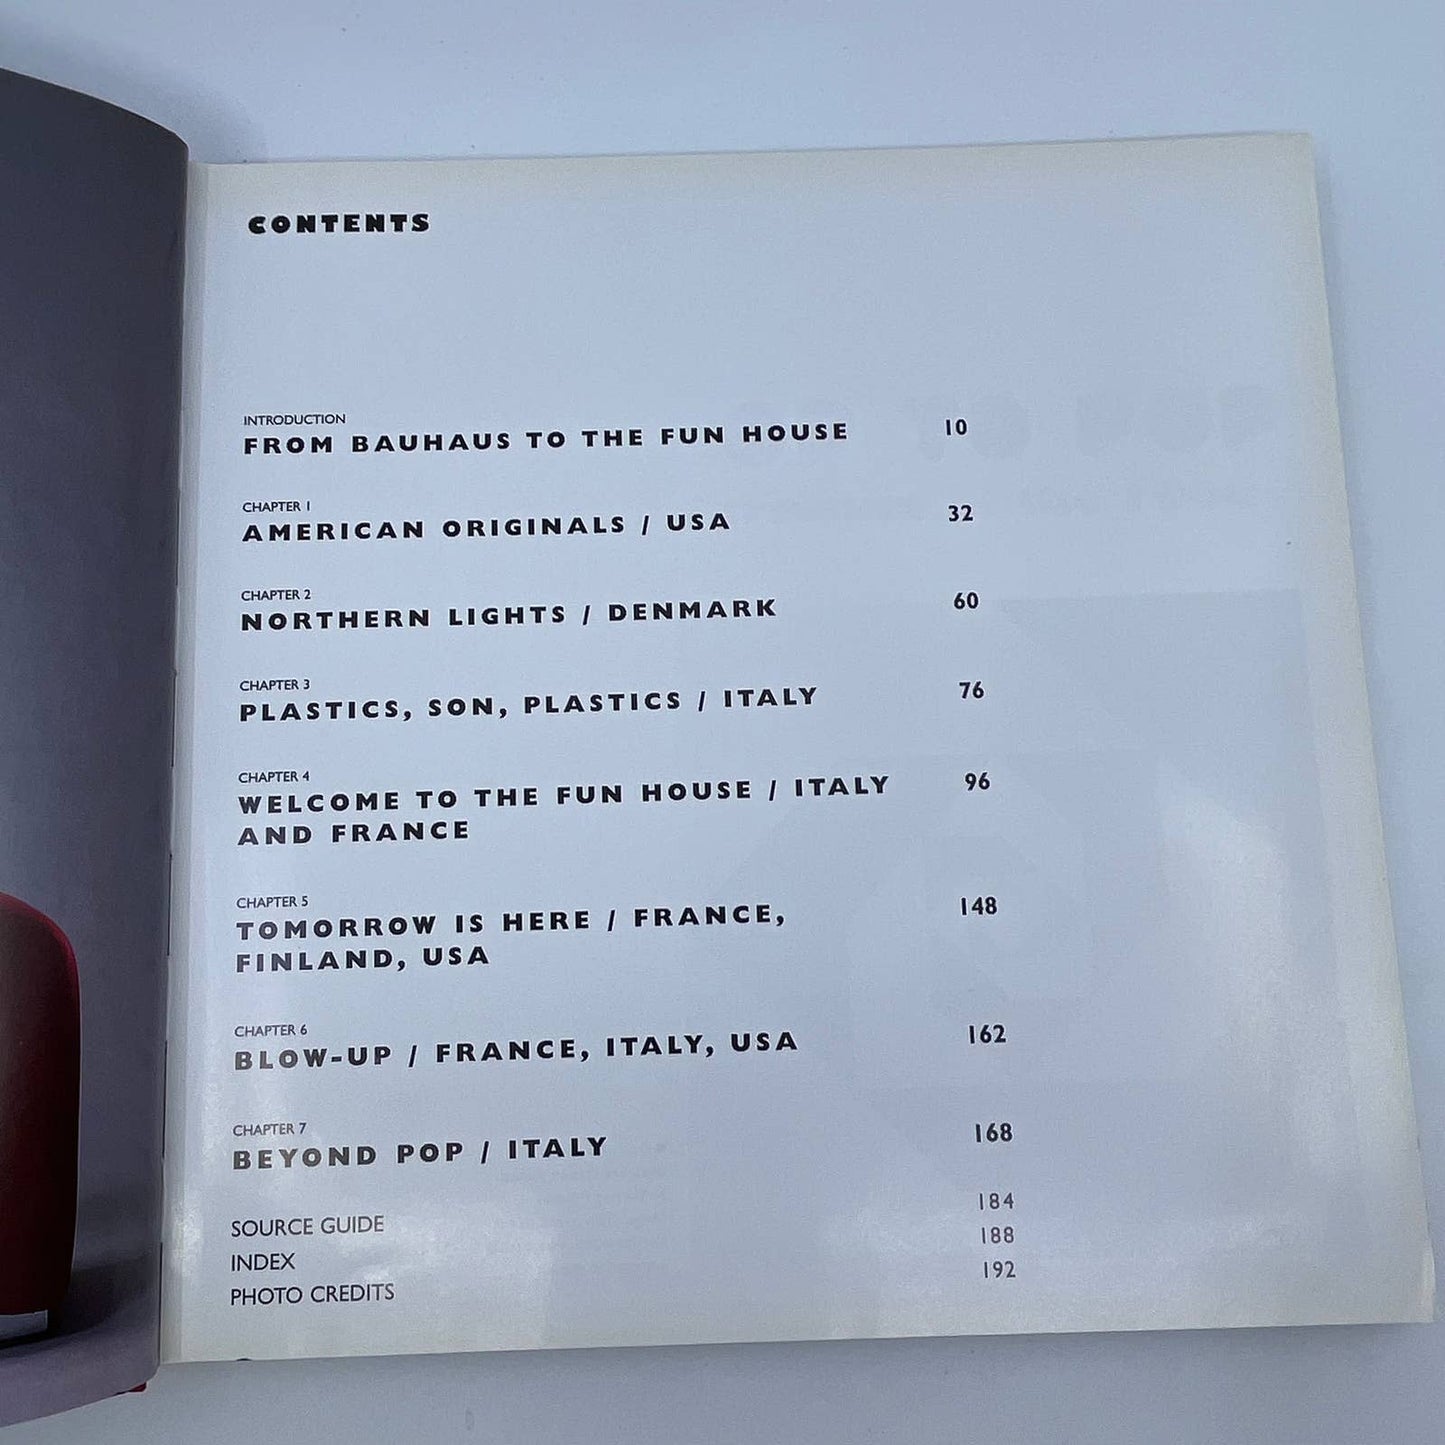 CONTENTS
INTRODUCTION
FROM BAUHAUS TO THE FUN HOUSE 10
CHAPTER 1
AMERICAN ORIGINALS / USA 32
CHAPTER 2
NORTHERN LIGHTS / DENMARK 60
CHAPTER 3
PLASTICS, SON, PLASTICS / ITALY 76
CHAPTER 4
WELCOME TO THE FUN HOUSE / ITALY 96
AND FRANCE
CHAPTER 5
TOMORROW IS HERE / FRANCE, 148
FINLAND, USA
CHAPTER 6
BLOW-UP / FRANCE, ITALY, USA 162
CHAPTER 7
BEYOND POP / ITALY 168
SOURCE GUIDE 184
INDEX 188
PHOTO CREDITS 192